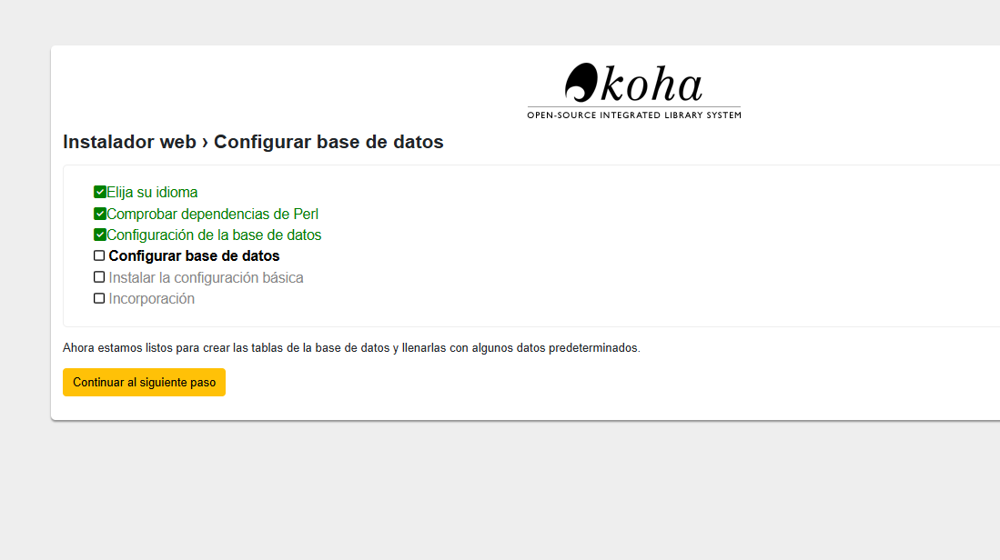 koha
OPEN-SOURCE INTEGRATED LIBRARY SYSTEM
Instalador web › Configurar base de datos
Elija su idioma
Comprobar dependencias de Perl
Configuración de la base de datos
Configurar base de datos
Instalar la configuración básica
Incorporación
Ahora estamos listos para crear las tablas de la base de datos y llenarlas con algunos datos predeterminados.
Continuar al siguiente paso